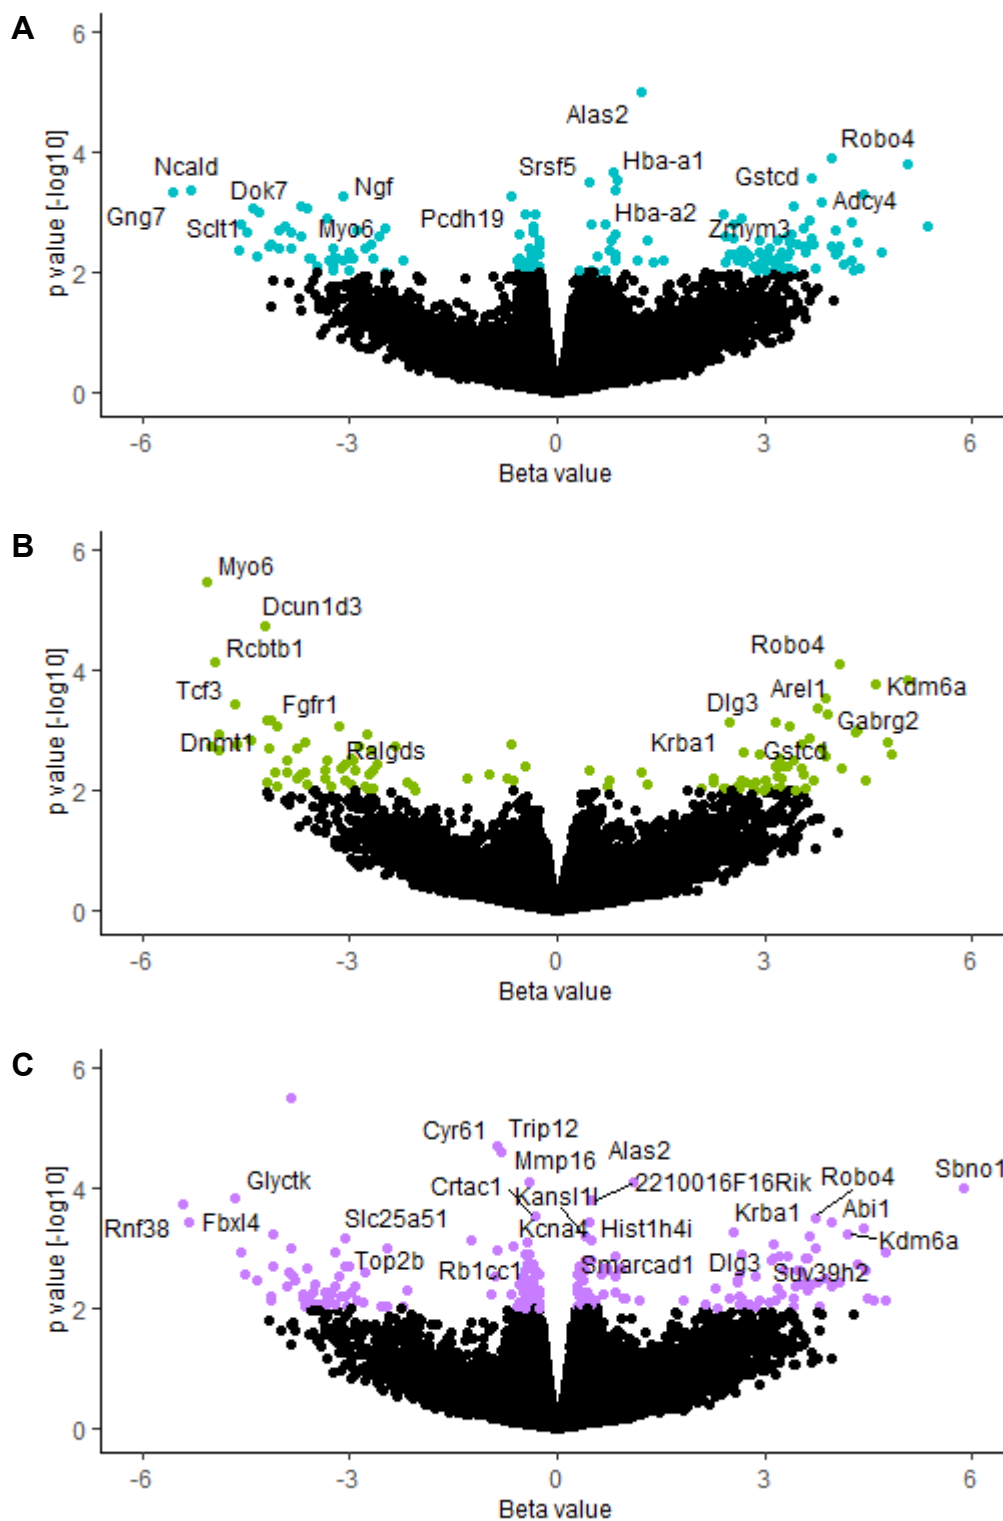 A
6
4
2
0
p value [-log10]
Alas2
Robo4
Ncald
Srsf5
Hba-a1
Gstcd
Dok7
Ngf
Adcy4
Gng7
Pcdh19
Hba-a2
Sclt1
Myo6
Zmym3
-6
-3
0
3
6
Beta value
B
6
4
2
0
p value [-log10]
Myo6
Dcun1d3
Rcbtb1
Robo4
Tcf3
Fgfr1
Arel1
Kdm6a
Dlg3
Gabrg2
Dnmt1
Ralgds
Krba1
Gstcd
-6
-3
0
3
6
Beta value
C
6
4
2
0
p value [-log10]
Cyr61
Trip12
Mmp16
Alas2
Sbno1
Glyctk
Crtac1
Kansl1l
2210016F16Rik
Robo4
Rnf38
Fbxl4
Slc25a51
Kcna4
Hist1h4i
Krba1
Abi1
Top2b
Rb1cc1
Smarcad1
Dlg3
Suv39h2
Kdm6a
-6
-3
0
3
6
Beta value